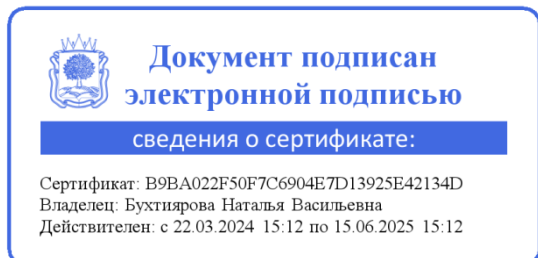 Документ подписан
электронной подписью
сведения о сертификате:
Сертификат: B9BA022F50F7C6904E7D13925E42134D
Владелец: Бухтиярова Наталья Васильевна
Действителен: с 22.03.2024 15:12 по 15.06.2025 15:12